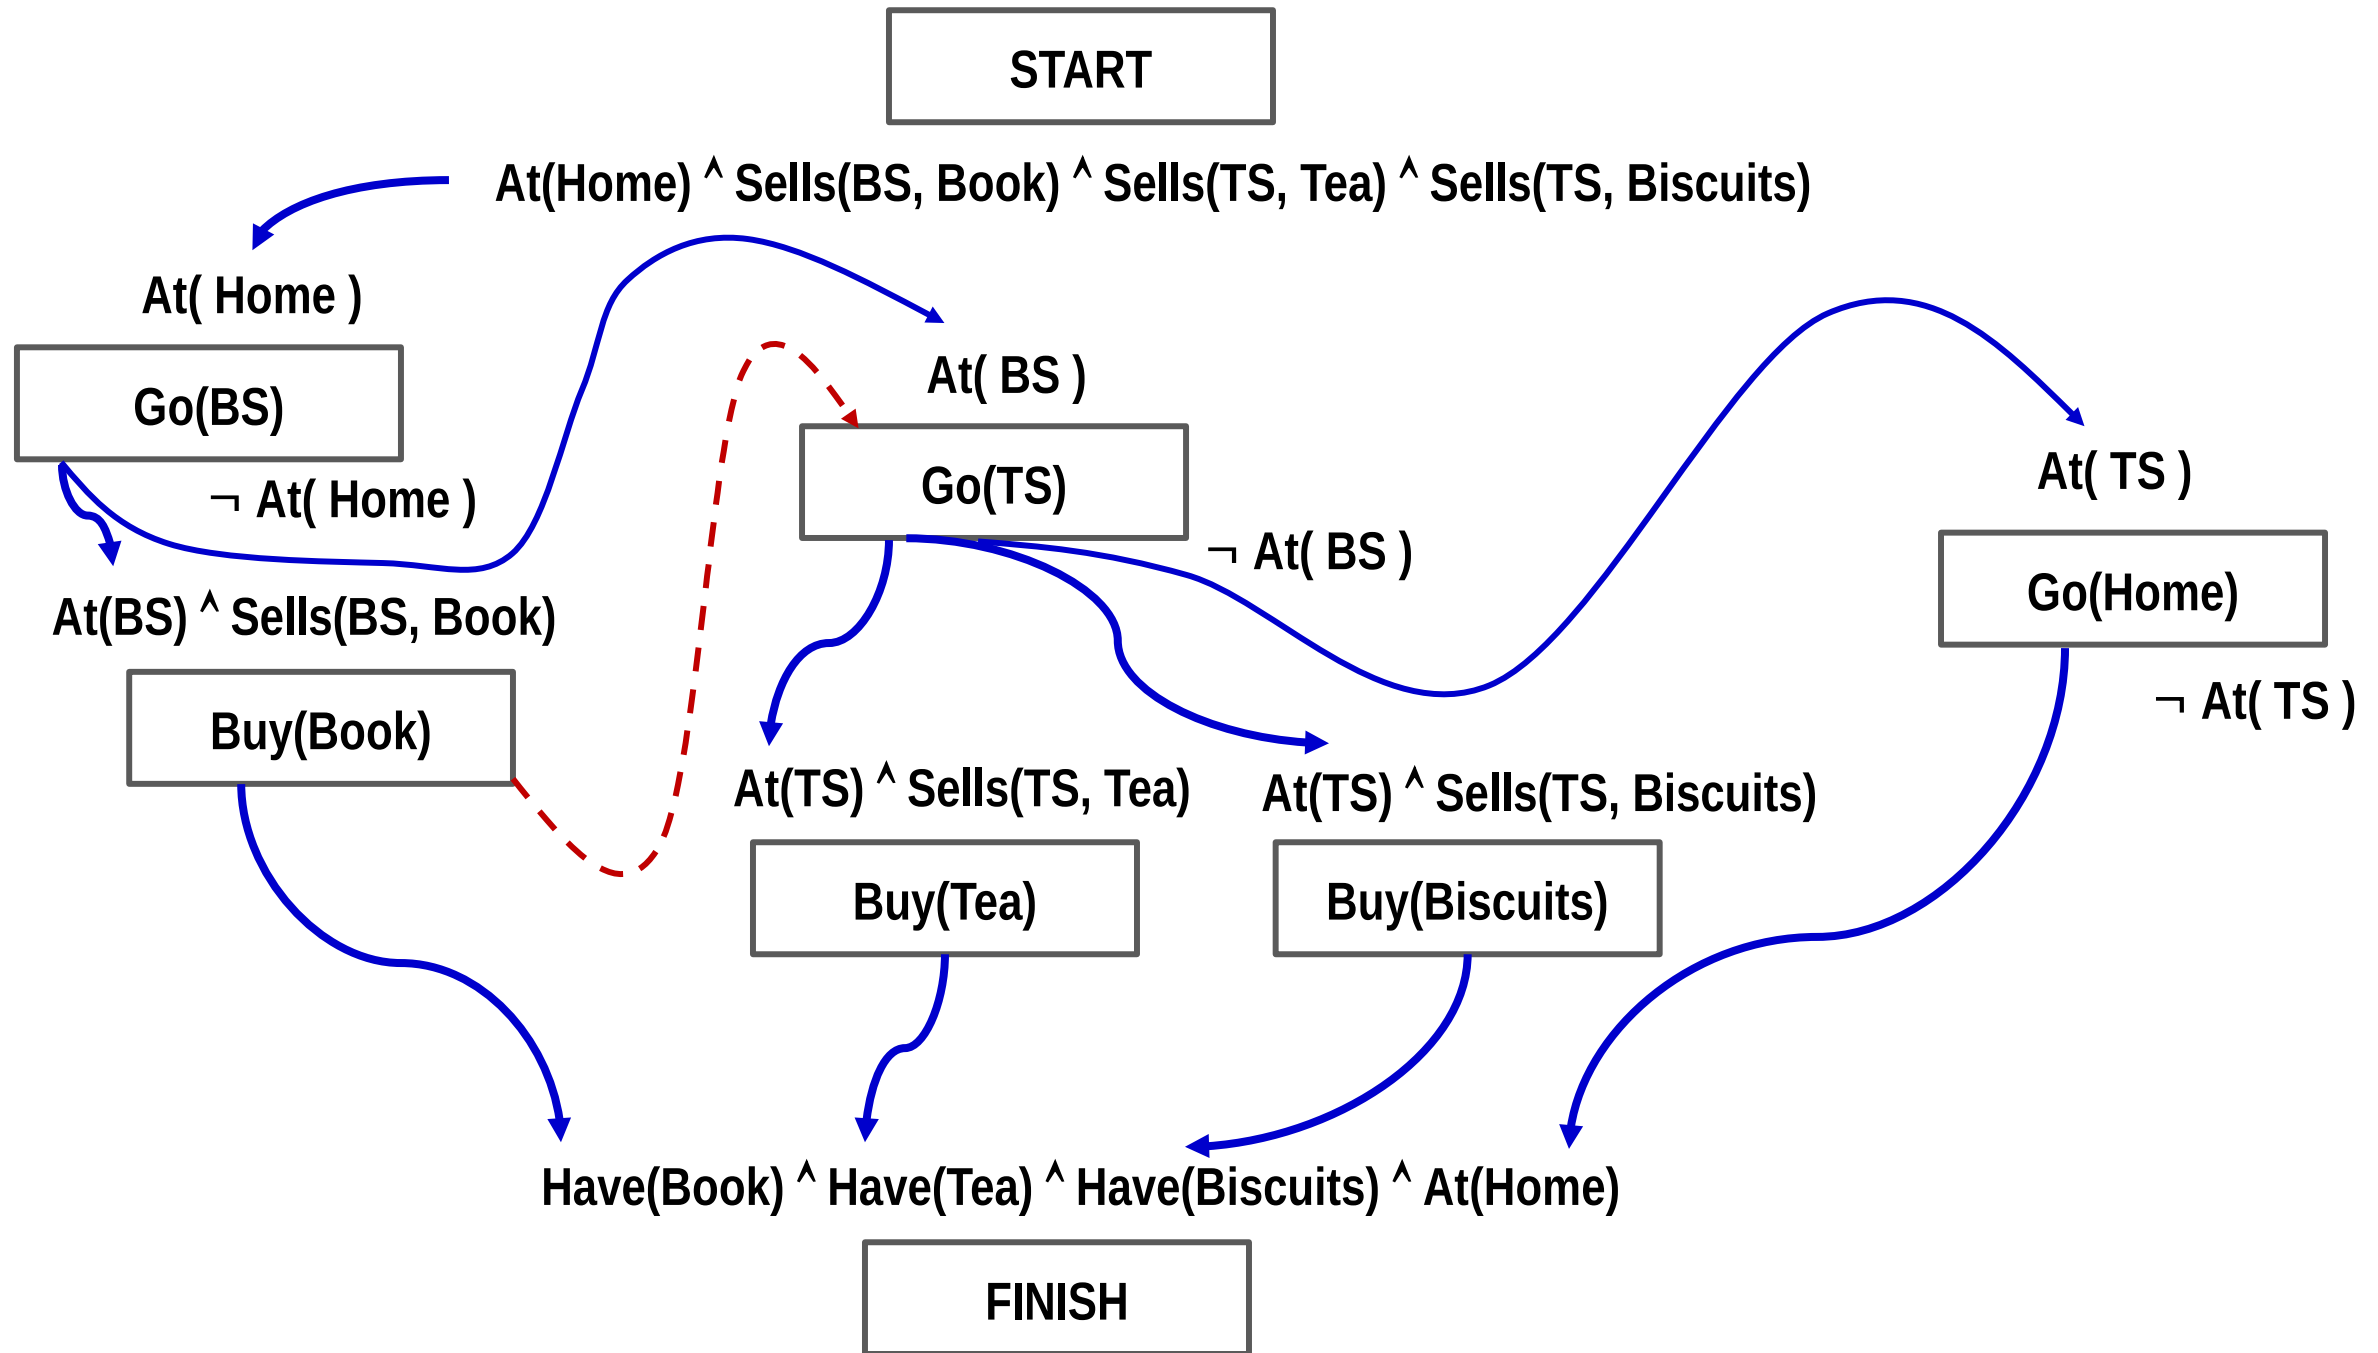 START
At(Home) ^ Sells(BS, Book) ^ Sells(TS, Tea) ^ Sells(TS, Biscuits)
At( Home )
Go(BS)
¬ At( Home )
At(BS) ^ Sells(BS, Book)
Buy(Book)
At( BS )
Go(TS)
¬ At( BS )
At(TS) ^ Sells(TS, Tea)
Buy(Tea)
At(TS) ^ Sells(TS, Biscuits)
Buy(Biscuits)
At( TS )
Go(Home)
¬ At( TS )
Have(Book) ^ Have(Tea) ^ Have(Biscuits) ^ At(Home)
FINISH